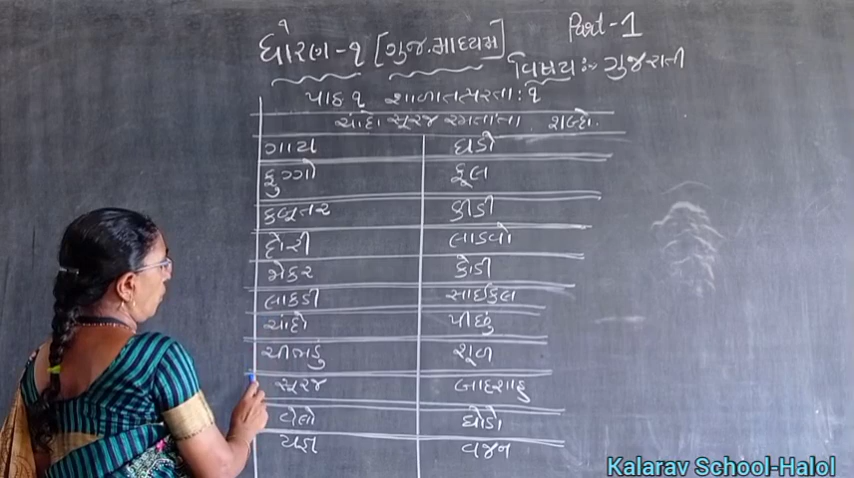 Part-1
ધોરણ-૧ [ગુજ.માધ્યમ]
વિષય:- ગુજરાતી
પાઠ ૧ શાળાતત્પરતા : ૧
ચાંદો સૂરજ રમતા'તા શબ્દો.
ગાય ઘડો
ફુગ્ગો ફૂલ
કબૂતર કીડી
દોરી લાડવો
મેકર કોડી
લાકડી સાઈકલ
ચાંદો પીછું
ચીભડું શૂળ
સૂરજ બાદશાહ
વેલો ઘોડો
યજ્ઞ વજન
Kalarav School-Halol